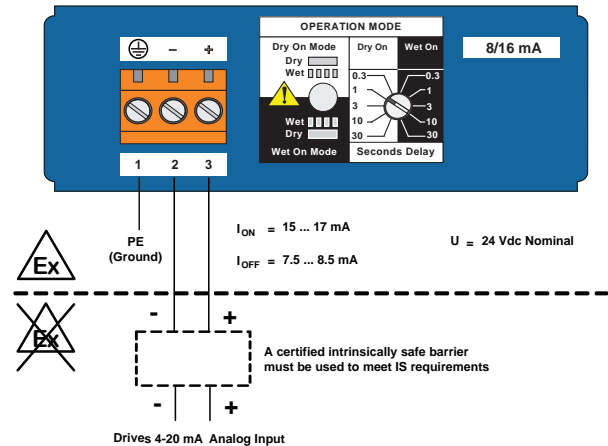 OPERATION MODE
Dry On Mode
Dry
Wet
Wet
Dry
Wet On Mode
Dry On Wet On
0.3 0.3
1 1
3 3
10 10
30 30
Seconds Delay
8/16 mA
- +
1 2 3
PE
(Ground)
I_ON = 15 ... 17 mA
I_OFF = 7.5 ... 8.5 mA
U = 24 Vdc Nominal
Ex
Ex
- +
A certified intrinsically safe barrier
must be used to meet IS requirements
- +
Drives 4-20 mA Analog Input